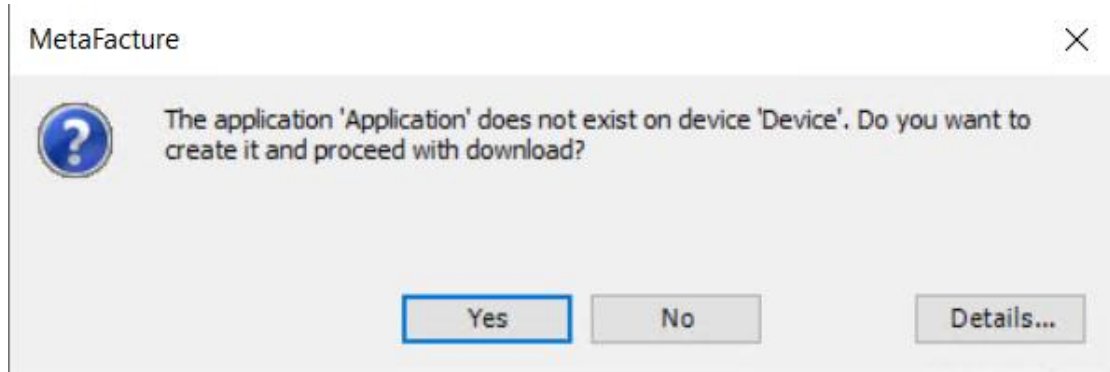 MetaFacture
The application 'Application' does not exist on device 'Device'. Do you want to
create it and proceed with download?
Yes
No
Details...